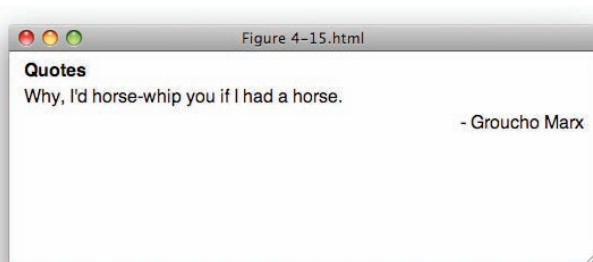 Figure 4-15.html
Quotes
Why, I'd horse-whip you if I had a horse.
- Groucho Marx